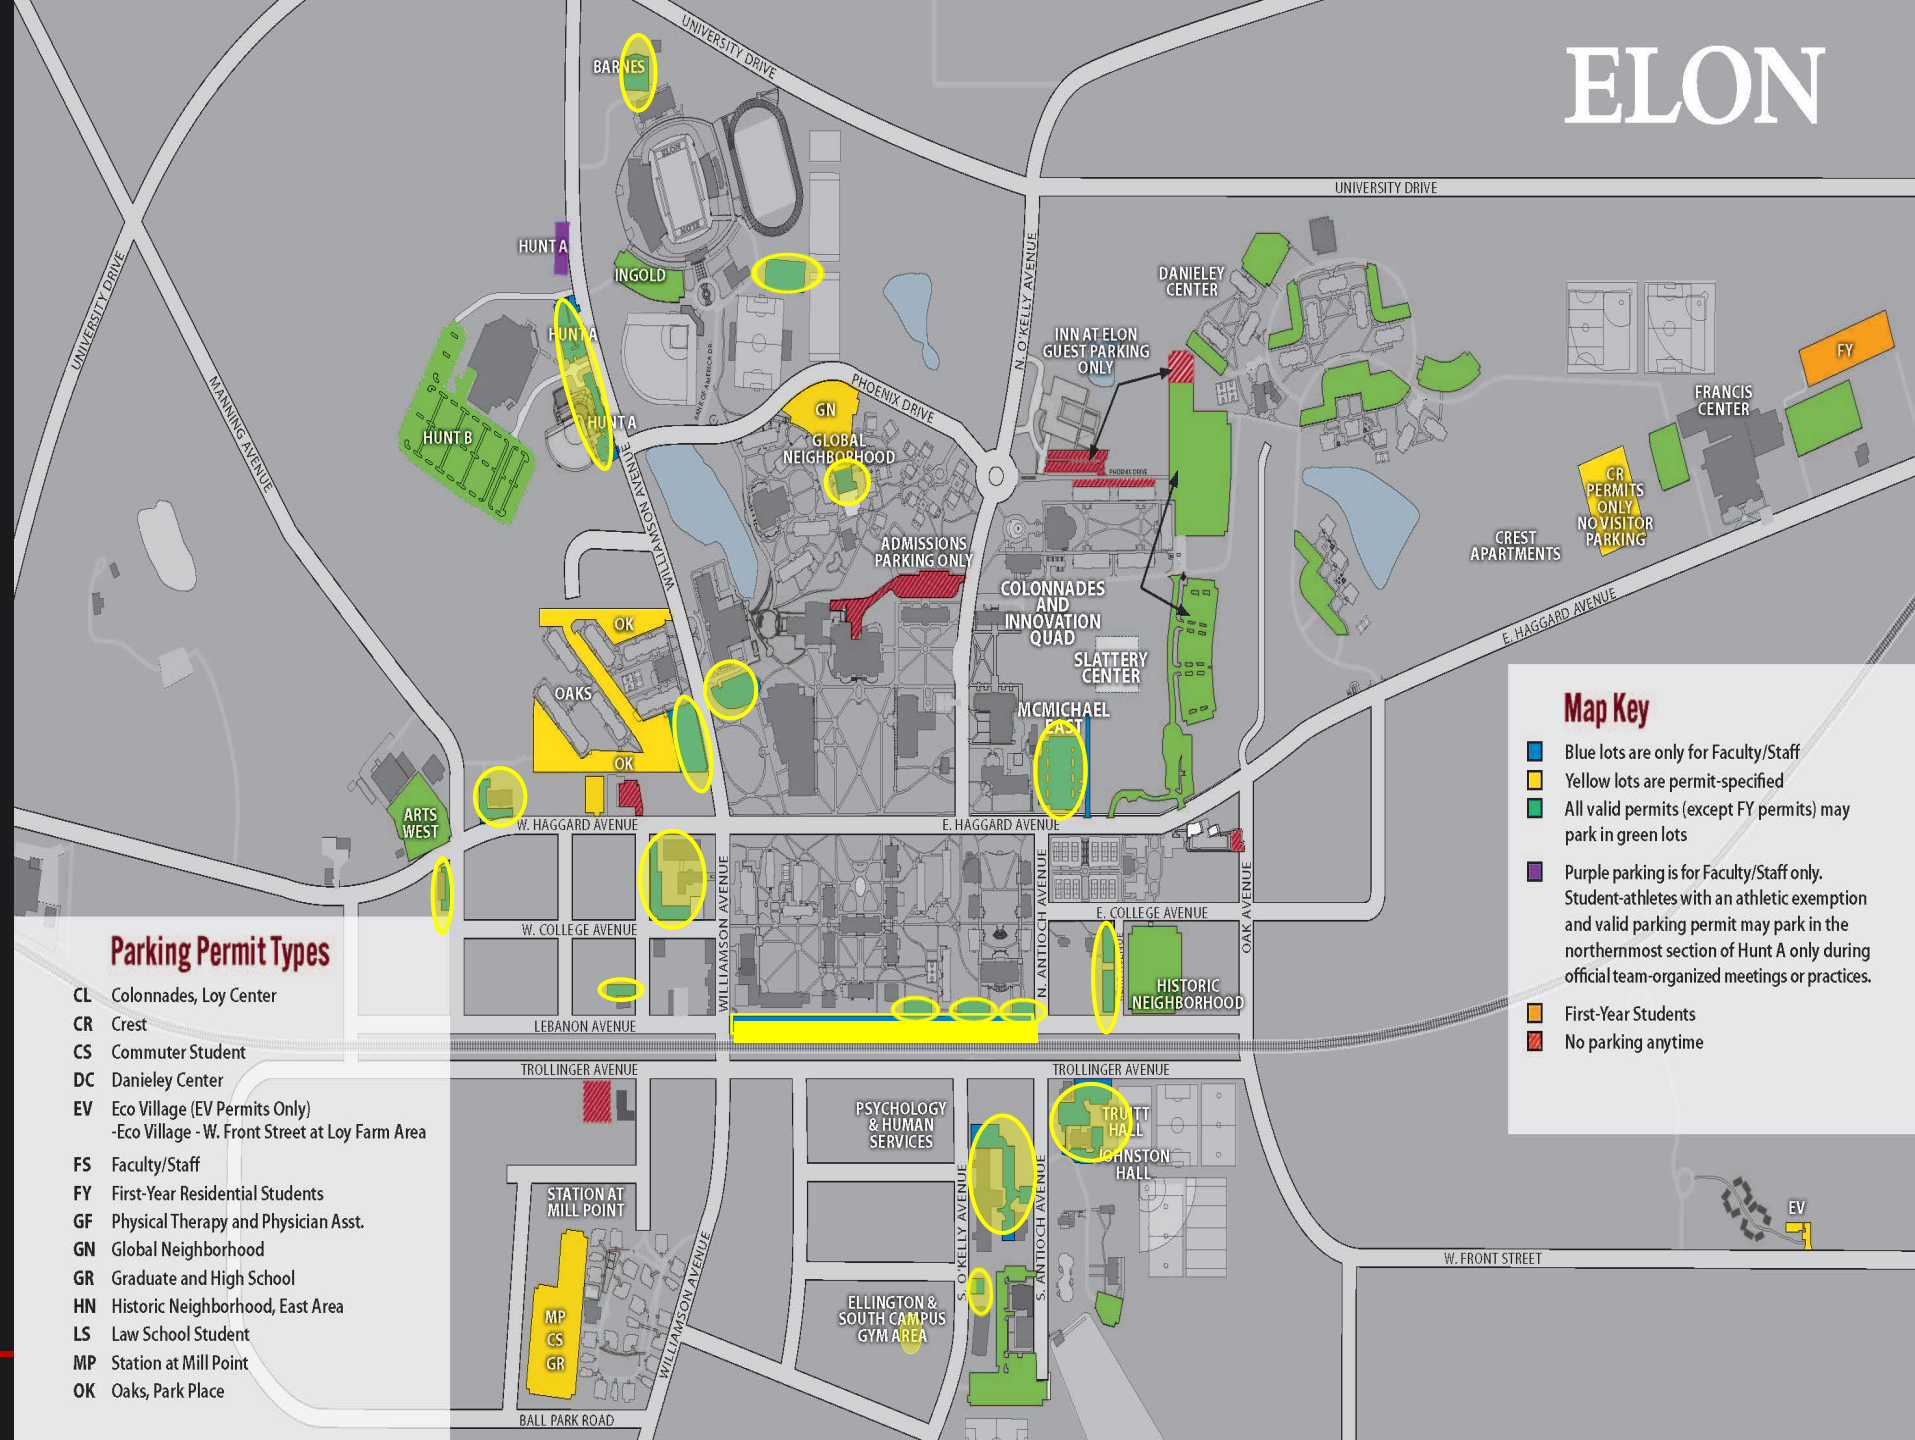 ELON
UNIVERSITY DRIVE
BARNES
ELON
ELON
UNIVERSITY DRIVE
HUNT A
INGOLD
UNIVERSITY DRIVE
N. O'KELLY AVENUE
DANIELEY
CENTER
HUNT A
INN AT ELON
GUEST PARKING
ONLY
FY
BANK OF AMERICA DR.
PHOENIX DRIVE
FRANCIS
CENTER
MANNING AVENUE
HUNT A
HUNT B
GN
GLOBAL
NEIGHBORHOOD
PHOENIX DRIVE
CR
PERMITS
ONLY
NO VISITOR
PARKING
WILLIAMSON AVENUE
ADMISSIONS
PARKING ONLY
CREST
APARTMENTS
COLONNADES
AND
INNOVATION
QUAD
E. HAGGARD AVENUE
OK
SLATTERY
CENTER
OAKS
MCMICHAEL
EAST
OK
ARTS
WEST
W. HAGGARD AVENUE
E. HAGGARD AVENUE
WILLIAMSON AVENUE
N. ANTIOCH AVENUE
OAK AVENUE
E. COLLEGE AVENUE
W. COLLEGE AVENUE
HISTORIC
NEIGHBORHOOD
LEBANON AVENUE
TROLLINGER AVENUE
TROLLINGER AVENUE
PSYCHOLOGY
& HUMAN
SERVICES
TRUITT
HALL
JOHNSTON
HALL
STATION AT
MILL POINT
S. O'KELLY AVENUE
S. ANTIOCH AVENUE
EV
W. FRONT STREET
WILLIAMSON AVENUE
ELLINGTON &
SOUTH CAMPUS
GYM AREA
MP
CS
GR
BALL PARK ROAD
Map Key
Blue lots are only for Faculty/Staff
Yellow lots are permit-specified
All valid permits (except FY permits) may
park in green lots
Purple parking is for Faculty/Staff only.
Student-athletes with an athletic exemption
and valid parking permit may park in the
northernmost section of Hunt A only during
official team-organized meetings or practices.
First-Year Students
No parking anytime
Parking Permit Types
CL Colonnades, Loy Center
CR Crest
CS Commuter Student
DC Danieley Center
EV Eco Village (EV Permits Only)
-Eco Village - W. Front Street at Loy Farm Area
FS Faculty/Staff
FY First-Year Residential Students
GF Physical Therapy and Physician Asst.
GN Global Neighborhood
GR Graduate and High School
HN Historic Neighborhood, East Area
LS Law School Student
MP Station at Mill Point
OK Oaks, Park Place